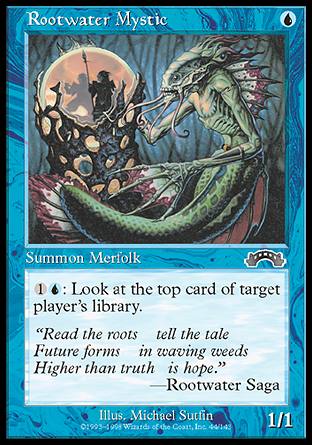 Rootwater Mystic
Summon Merfolk
1: Look at the top card of target
player's library.
“Read the roots tell the tale
Future forms in waving weeds
Higher than truth is hope.”
—Rootwater Saga
Illus. Michael Sutfin
©1993–1998 Wizards of the Coast, Inc. 44/143
1/1